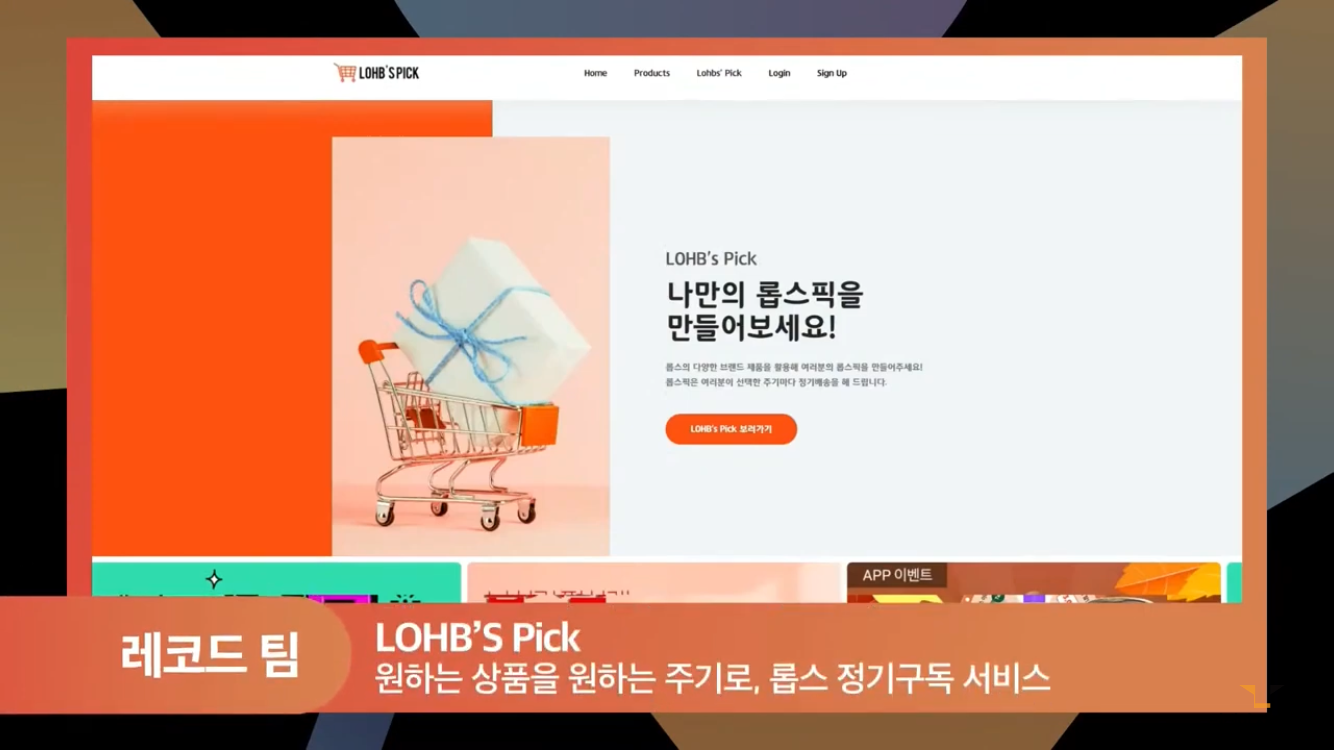 LOHB'S PICK
Home Products Lohbs' Pick Login Sign Up
LOHB's Pick
나만의 롭스픽을
만들어보세요!
롭스의 다양한 브랜드 제품을 활용해 여러분의 롭스픽을 만들어주세요!
롭스픽은 여러분이 선택한 주기마다 정기배송을 해 드립니다.
LOHB's Pick 보러가기
APP 이벤트
레코드 팀
LOHB'S Pick
원하는 상품을 원하는 주기로, 롭스 정기구독 서비스